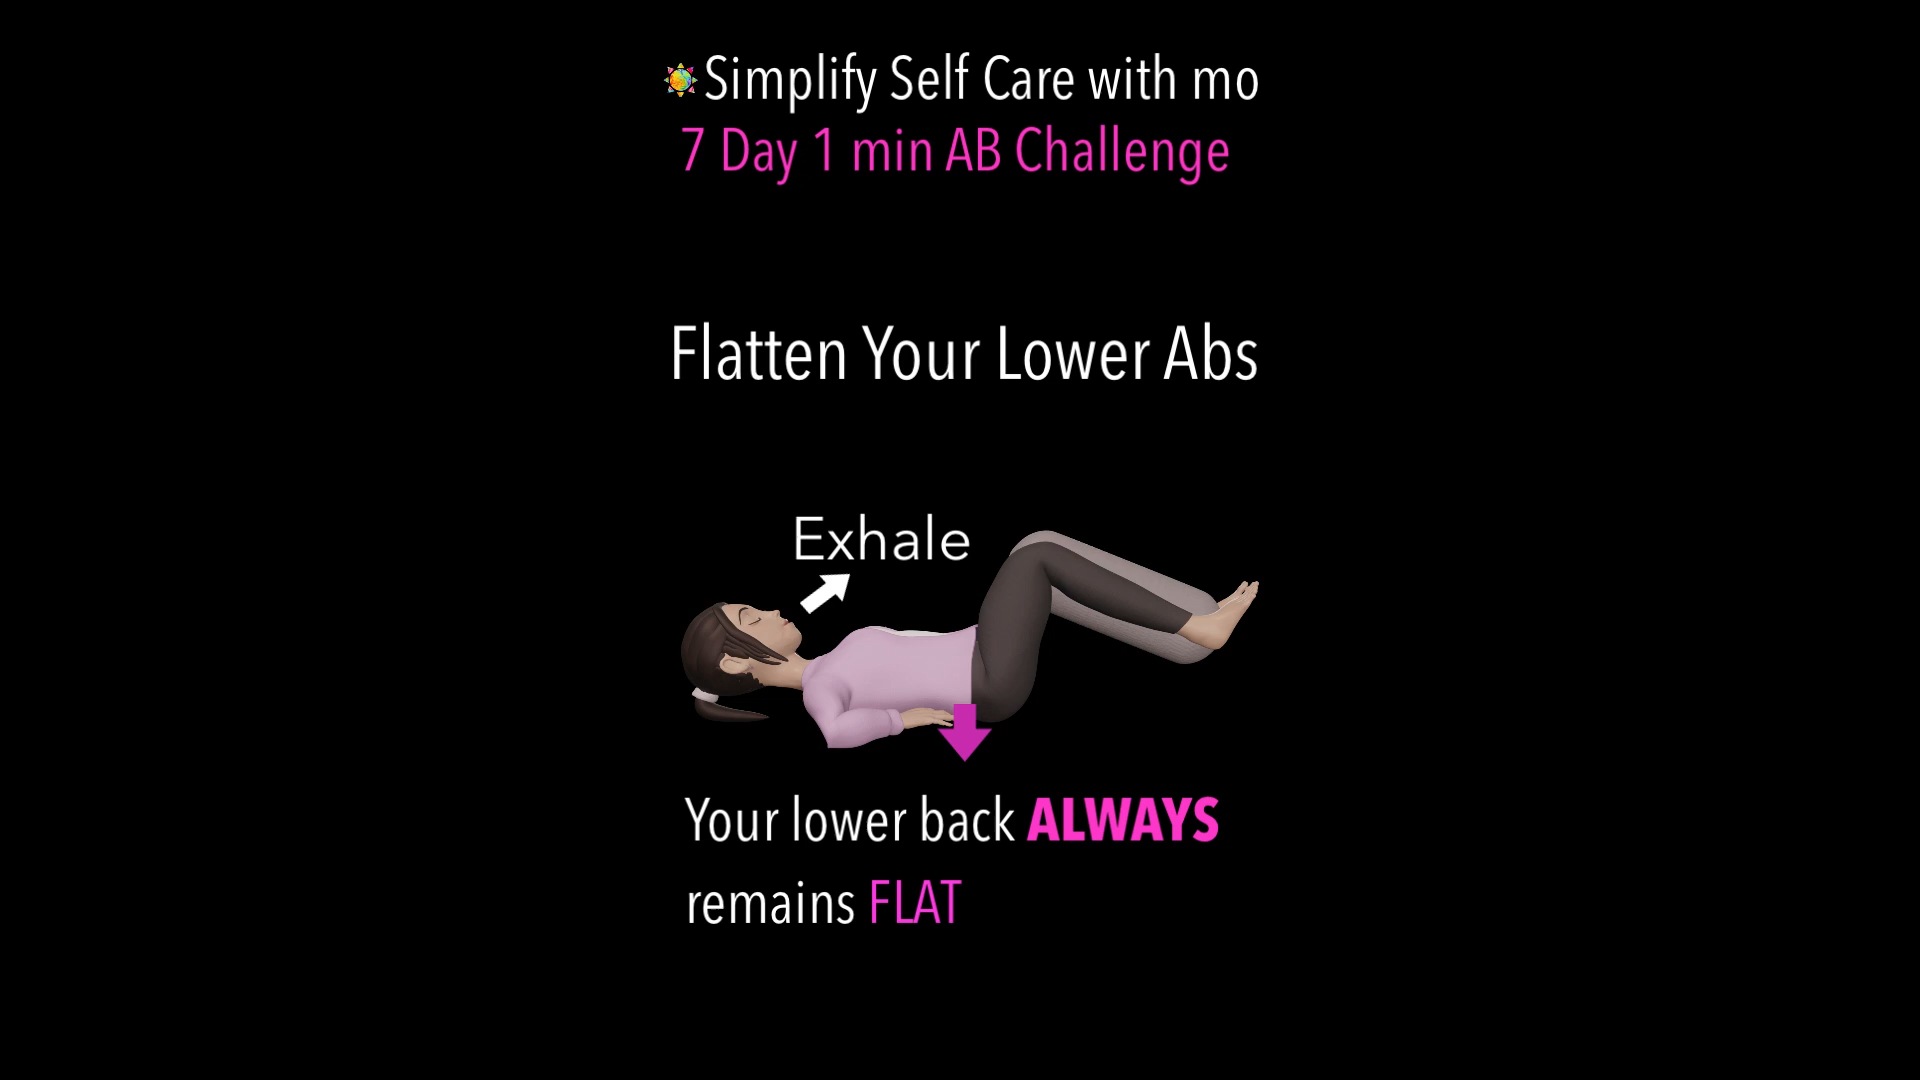 Simplify Self Care with mo
7 Day 1 min AB Challenge
Flatten Your Lower Abs
Exhale
Your lower back ALWAYS
remains FLAT